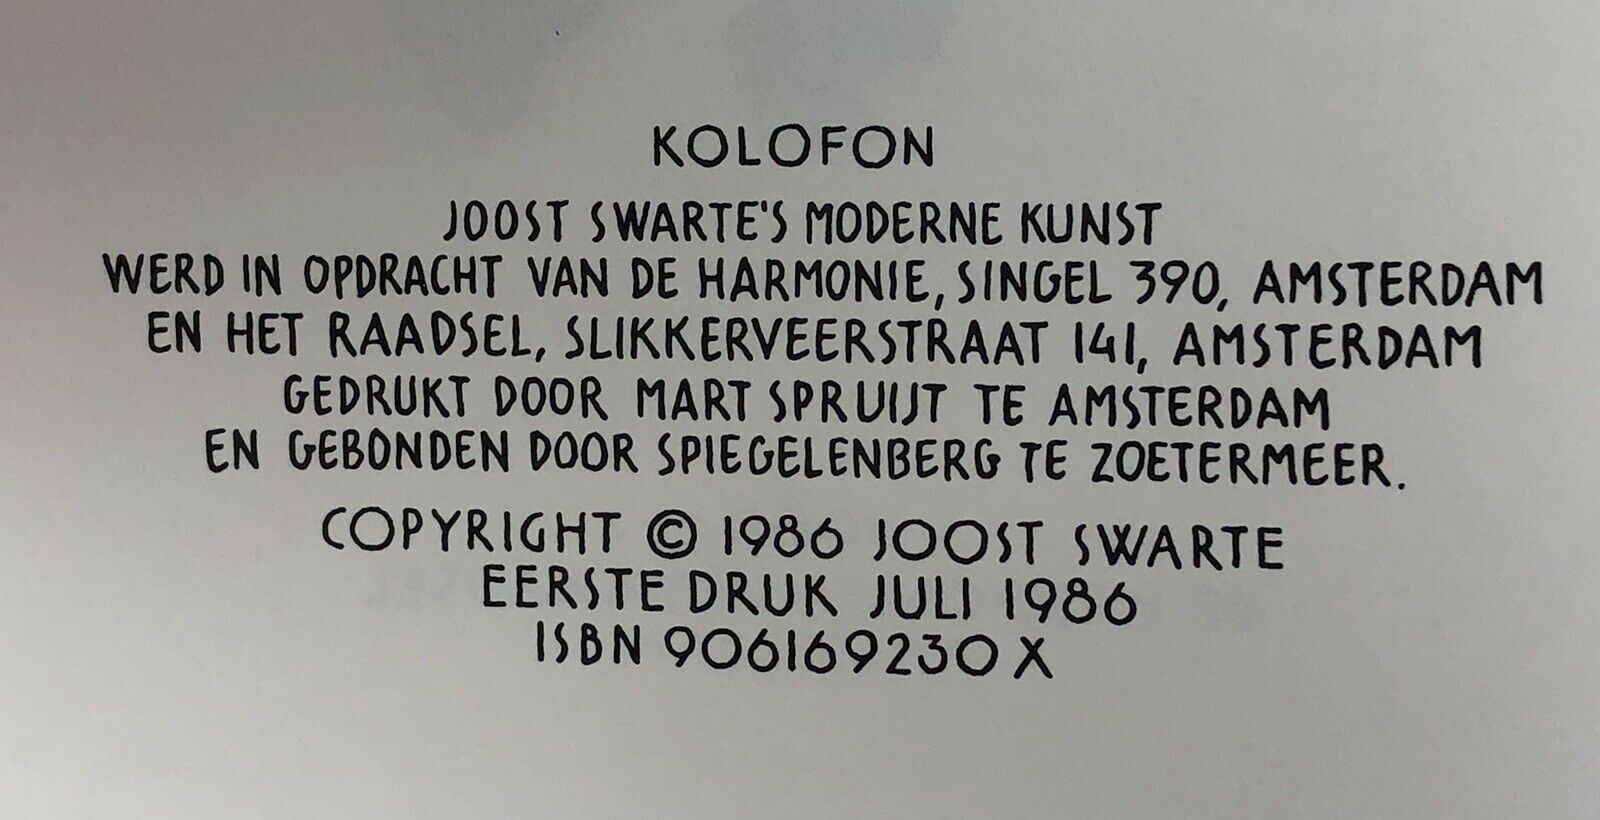 KOLOFON
JOOST SWARTE'S MODERNE KUNST
WERD IN OPDRACHT VAN DE HARMONIE, SINGEL 390, AMSTERDAM
EN HET RAADSEL, SLIKKERVEERSTRAAT 141, AMSTERDAM
GEDRUKT DOOR MART SPRUIJT TE AMSTERDAM
EN GEBONDEN DOOR SPIEGELENBERG TE ZOETERMEER.
COPYRIGHT © 1986 JOOST SWARTE
EERSTE DRUK JULI 1986
ISBN 906169230 X